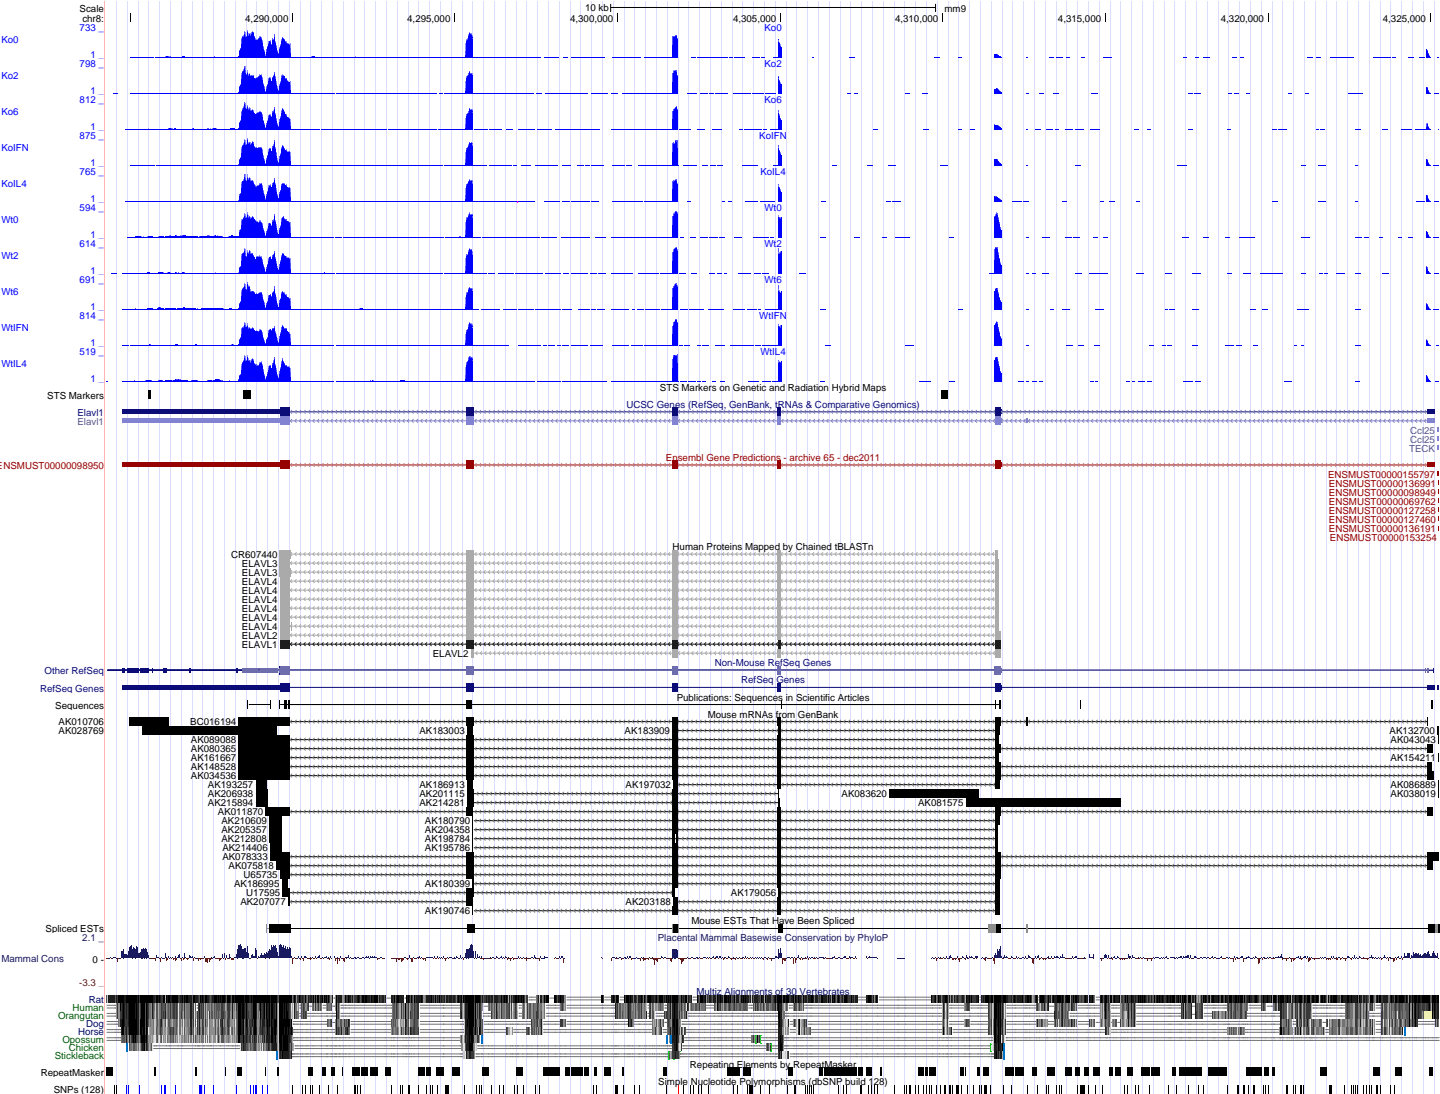 Scale 10 kb mm9
chr8: 4,290,000 4,295,000 4,300,000 4,305,000 4,310,000 4,315,000 4,320,000 4,325,000
Ko0
733 _
Ko0
1 _
Ko2
798 _
Ko2
1 _
Ko6
812 _
Ko6
1 _
KoIFN
875 _
KoIFN
1 _
KoIL4
765 _
KoIL4
1 _
Wt0
594 _
Wt0
1 _
Wt2
614 _
Wt2
1 _
Wt6
691 _
Wt6
1 _
WtIFN
814 _
WtIFN
1 _
WtIL4
519 _
WtIL4
1 _
STS Markers on Genetic and Radiation Hybrid Maps
STS Markers
UCSC Genes (RefSeq, GenBank, tRNAs & Comparative Genomics)
Elavl1
Elavl1
Ccl25
Ccl25
TECK
Ensembl Gene Predictions - archive 65 - dec2011
ENSMUST00000098950
ENSMUST00000155797
ENSMUST00000136991
ENSMUST00000098949
ENSMUST00000069762
ENSMUST00000127258
ENSMUST00000127460
ENSMUST00000136191
ENSMUST00000153254
Human Proteins Mapped by Chained tBLASTn
CR607440
ELAVL3
ELAVL3
ELAVL4
ELAVL4
ELAVL4
ELAVL4
ELAVL4
ELAVL4
ELAVL2
ELAVL1
ELAVL2
Non-Mouse RefSeq Genes
Other RefSeq
RefSeq Genes
RefSeq Genes
Publications: Sequences in Scientific Articles
Sequences
Mouse mRNAs from GenBank
AK010706 BC016194
AK028769 AK183003 AK183909 AK132700
AK089088 AK043043
AK080365
AK161667 AK154211
AK148528
AK034536
AK193257 AK186913 AK197032 AK086889
AK206938 AK201115 AK083620 AK038019
AK215894 AK214281 AK081575
AK011870
AK210609 AK180790
AK205357 AK204358
AK212808 AK198784
AK214406 AK195786
AK078333
AK075818
U65735
AK186995 AK180399
U17595 AK179056
AK207077 AK203188
AK190746
Mouse ESTs That Have Been Spliced
Spliced ESTs
Placental Mammal Basewise Conservation by PhyloP
2.1 _
Mammal Cons 0 -
-3.3 _
Multiz Alignments of 30 Vertebrates
Rat
Human
Orangutan
Dog
Horse
Opossum
Chicken
Stickleback
Repeating Elements by RepeatMasker
RepeatMasker
Simple Nucleotide Polymorphisms (dbSNP build 128)
SNPs (128)